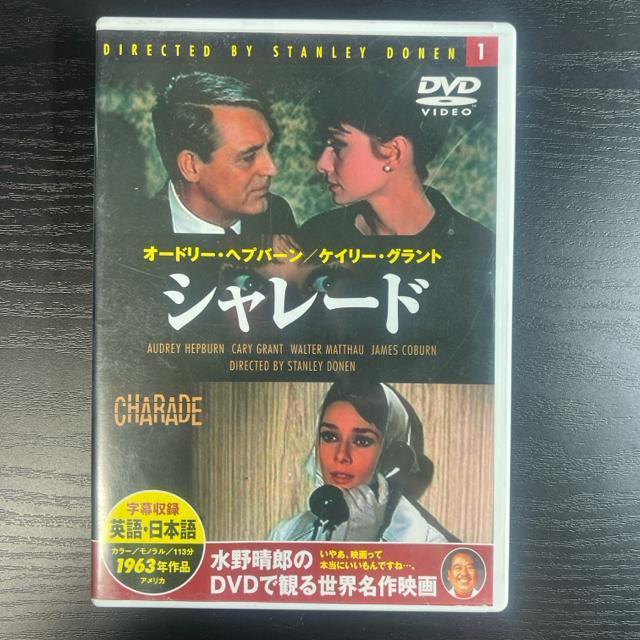 DIRECTED BY STANLEY DONEN 1
DVD
VIDEO
オードリー・ヘプバーン／ケイリー・グラント
シャレード
AUDREY HEPBURN CARY GRANT WALTER MATTHAU JAMES COBURN
DIRECTED BY STANLEY DONEN
CHARADE
字幕収録
英語・日本語
カラー／モノラル／113分
1963年作品
アメリカ
水野晴郎の
いやぁ、映画って
本当にいいもんですね…。
DVDで観る世界名作映画